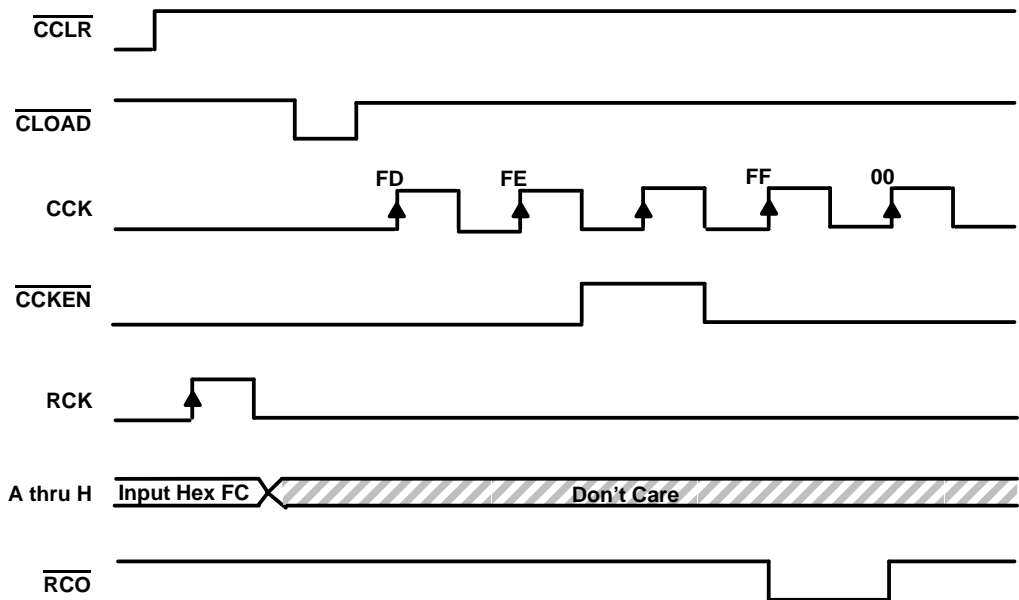 CCLR
CLOAD
FD FE FF 00
CCK
CCKEN
RCK
A thru H Input Hex FC Don't Care
RCO